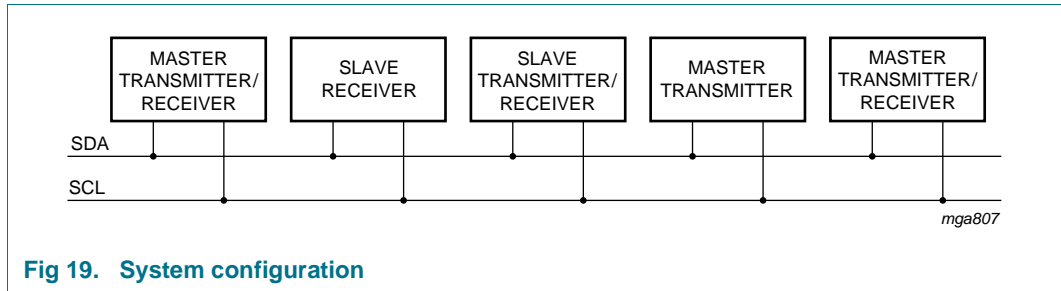 MASTER
TRANSMITTER/
RECEIVER
SLAVE
RECEIVER
SLAVE
TRANSMITTER/
RECEIVER
MASTER
TRANSMITTER
MASTER
TRANSMITTER/
RECEIVER
SDA
SCL
mga807
Fig 19. System configuration